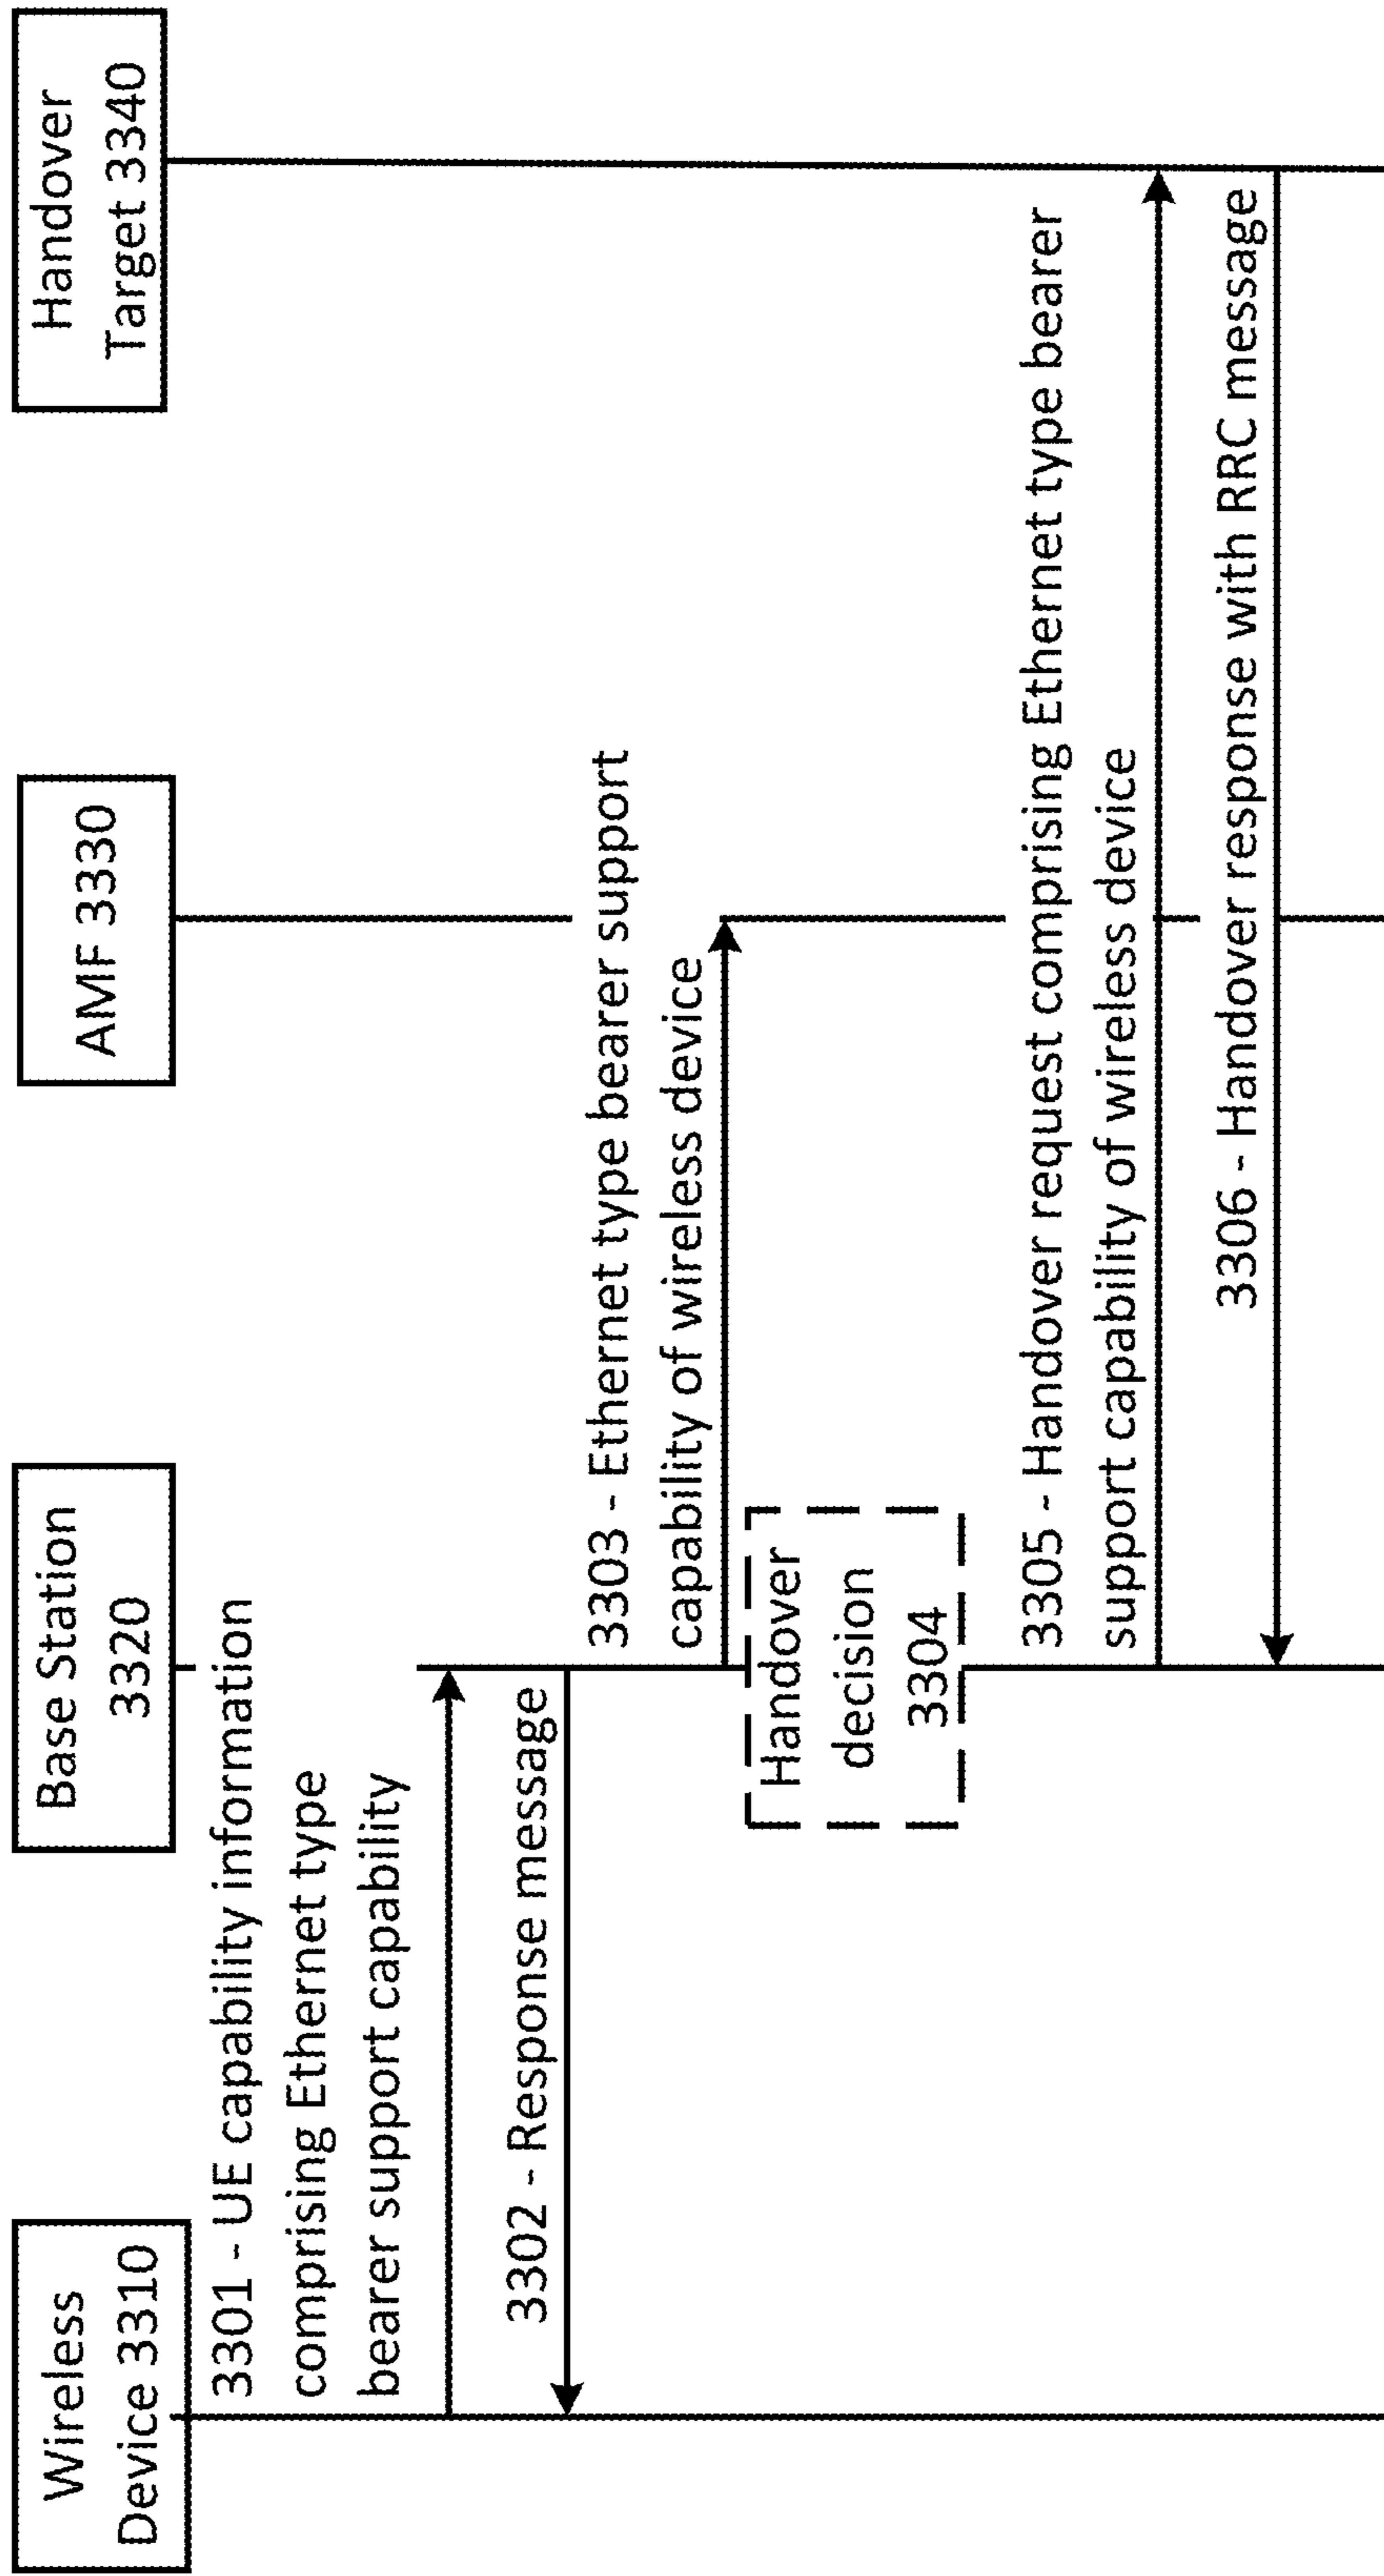 Wireless
Device 3310
Base Station
3320
AMF 3330
Handover
Target 3340
3301 - UE capability information
comprising Ethernet type
bearer support capability
3302 - Response message
3303 - Ethernet type bearer support
capability of wireless device
Handover
decision
3304
3305 - Handover request comprising Ethernet type bearer
support capability of wireless device
3306 - Handover response with RRC message